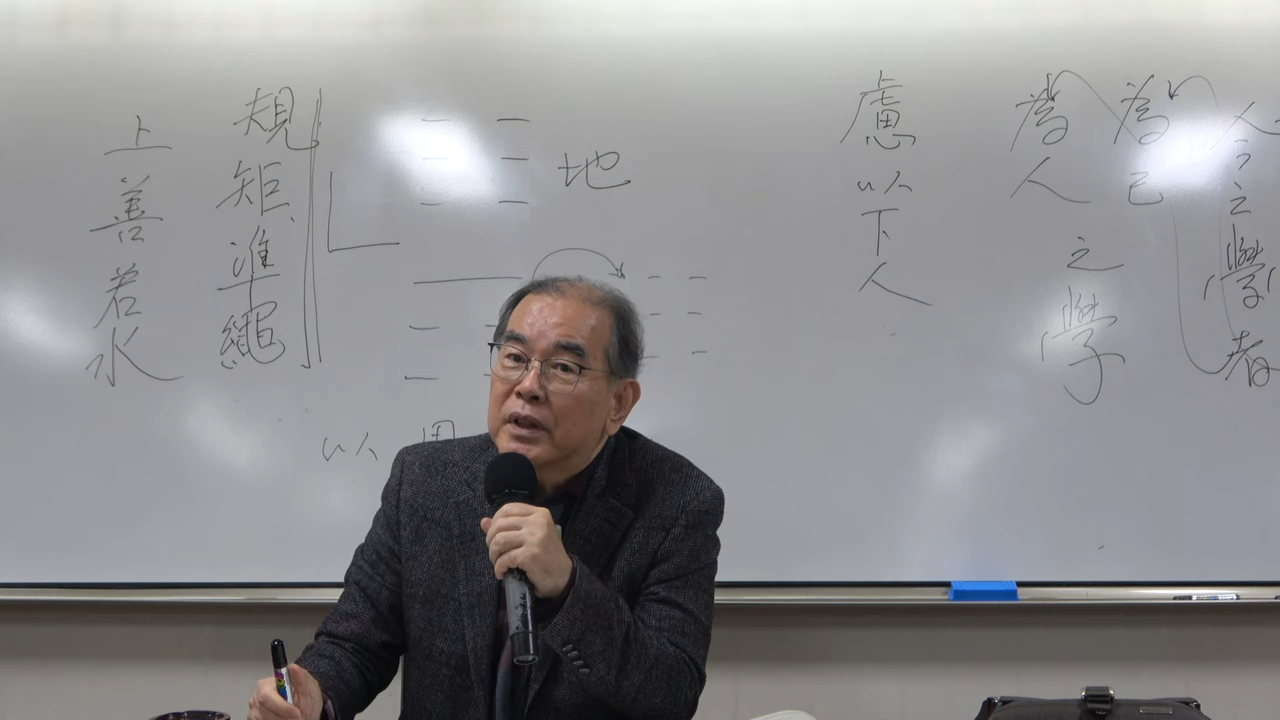 今之學者
為己
為人之學
慮以下人
地
以
規矩準繩
上善若水